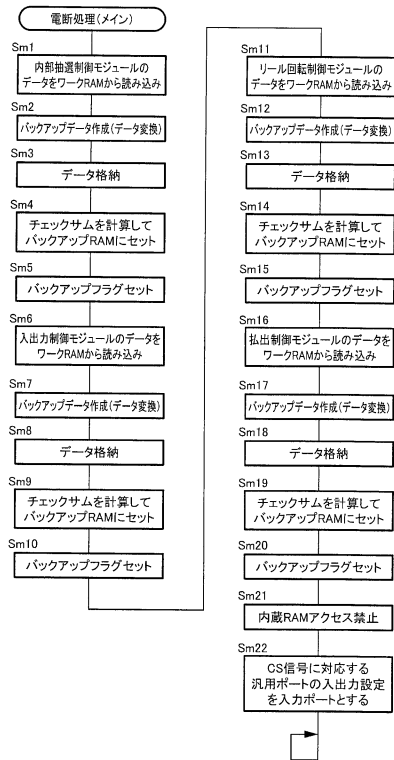 電断処理(メイン)
Sm1
内部抽選制御モジュールの
データをワークRAMから読み込み
Sm2
バックアップデータ作成(データ変換)
Sm3
データ格納
Sm4
チェックサムを計算して
バックアップRAMにセット
Sm5
バックアップフラグセット
Sm6
入出力制御モジュールのデータを
ワークRAMから読み込み
Sm7
バックアップデータ作成(データ変換)
Sm8
データ格納
Sm9
チェックサムを計算して
バックアップRAMにセット
Sm10
バックアップフラグセット
Sm11
リール回転制御モジュールの
データをワークRAMから読み込み
Sm12
バックアップデータ作成(データ変換)
Sm13
データ格納
Sm14
チェックサムを計算して
バックアップRAMにセット
Sm15
バックアップフラグセット
Sm16
払出制御モジュールのデータを
ワークRAMから読み込み
Sm17
バックアップデータ作成(データ変換)
Sm18
データ格納
Sm19
チェックサムを計算して
バックアップRAMにセット
Sm20
バックアップフラグセット
Sm21
内蔵RAMアクセス禁止
Sm22
CS信号に対応する
汎用ポートの入出力設定
を入力ポートとする